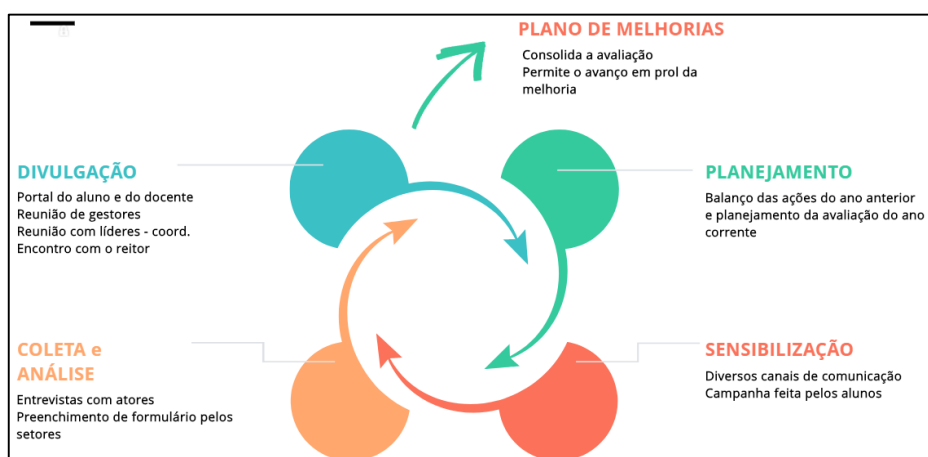 PLANO DE MELHORIAS
Consolida a avaliação
Permite o avanço em prol da
melhoria
DIVULGAÇÃO
Portal do aluno e do docente
Reunião de gestores
Reunião com líderes - coord.
Encontro com o reitor
PLANEJAMENTO
Balanço das ações do ano anterior
e planejamento da avaliação do ano
corrente
COLETA e
ANÁLISE
Entrevistas com atores
Preenchimento de formulário pelos
setores
SENSIBILIZAÇÃO
Diversos canais de comunicação
Campanha feita pelos alunos